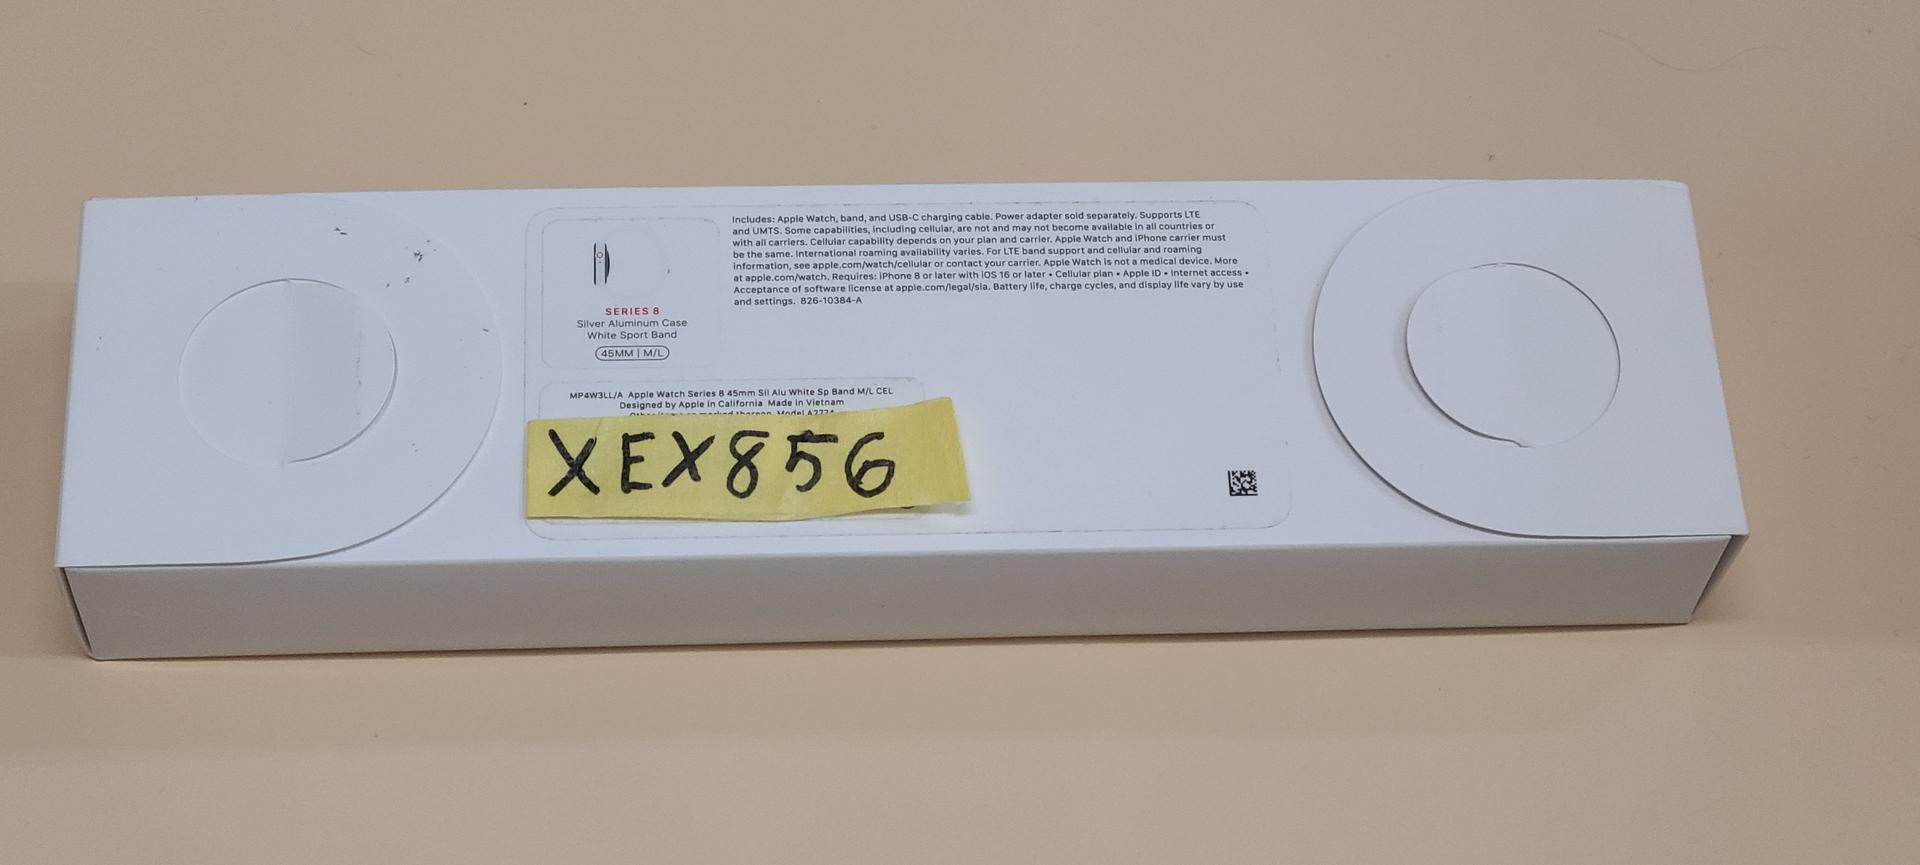 Includes: Apple Watch, band, and USB-C charging cable. Power adapter sold separately. Supports LTE
and UMTS. Some capabilities, including cellular, are not and may not become available in all countries or
with all carriers. Cellular capability depends on your plan and carrier. Apple Watch and iPhone carrier must
be the same. International roaming availability varies. For LTE band support and cellular and roaming
information, see apple.com/watch/cellular or contact your carrier. Apple Watch is not a medical device. More
at apple.com/watch. Requires: iPhone 8 or later with iOS 16 or later • Cellular plan • Apple ID • Internet access •
Acceptance of software license at apple.com/legal/sla. Battery life, charge cycles, and display life vary by use
and settings. 826-10384-A
SERIES 8
Silver Aluminum Case
White Sport Band
45MM | M/L
MP4W3LL/A Apple Watch Series 8 45mm Sil Alu White Sp Band M/L CEL
Designed by Apple in California Made in Vietnam
Model
XEX856